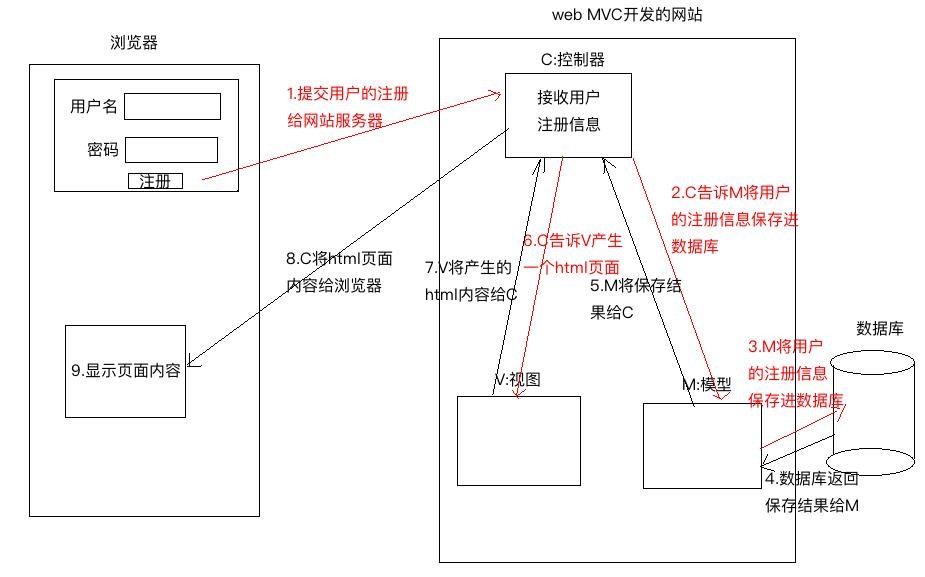 web MVC开发的网站
浏览器
C:控制器
用户名
密码
注册
1.提交用户的注册
给网站服务器
接收用户
注册信息
2.C告诉M将用户
的注册信息保存进
数据库
6.C告诉V产生
一个html页面
8.C将html页面
内容给浏览器
7.V将产生的
html内容给C
5.M将保存结
果给C
数据库
3.M将用户
的注册信息
保存进数据库
9.显示页面内容
V:视图
M:模型
4.数据库返回
保存结果给M